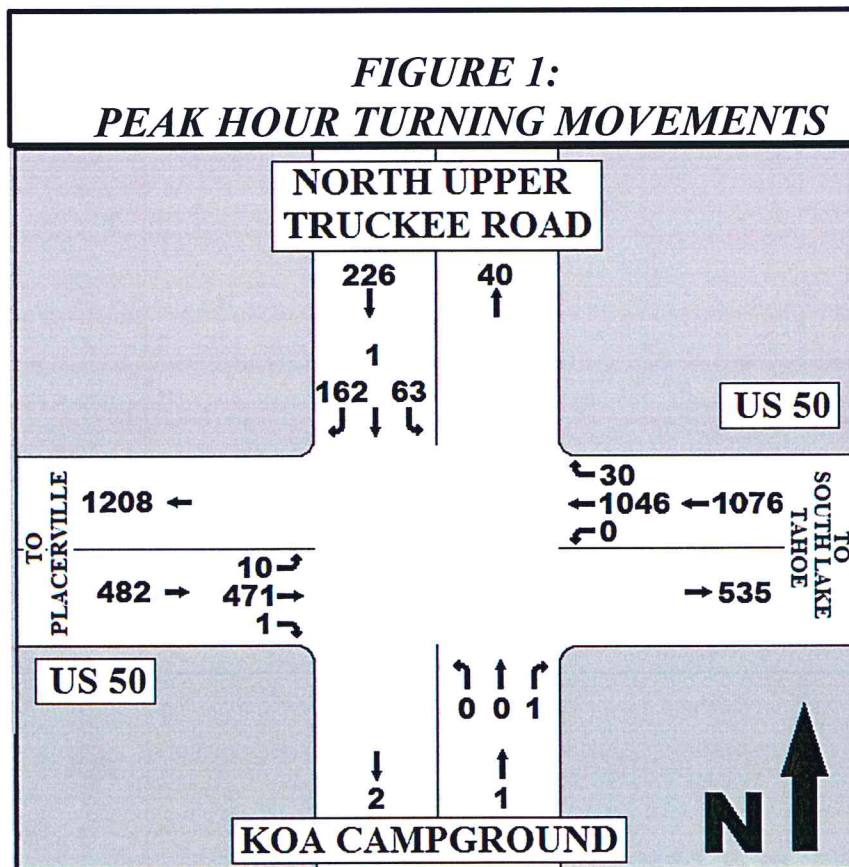 FIGURE 1:
PEAK HOUR TURNING MOVEMENTS
NORTH UPPER
TRUCKEE ROAD
226 40
1
162 63
US 50
30
1208 1046 1076
0
TO
PLACERVILLE
TO
SOUTH LAKE
TAHOE
10
482 471 535
1
US 50
0 0 1
2 1
KOA CAMPGROUND
N